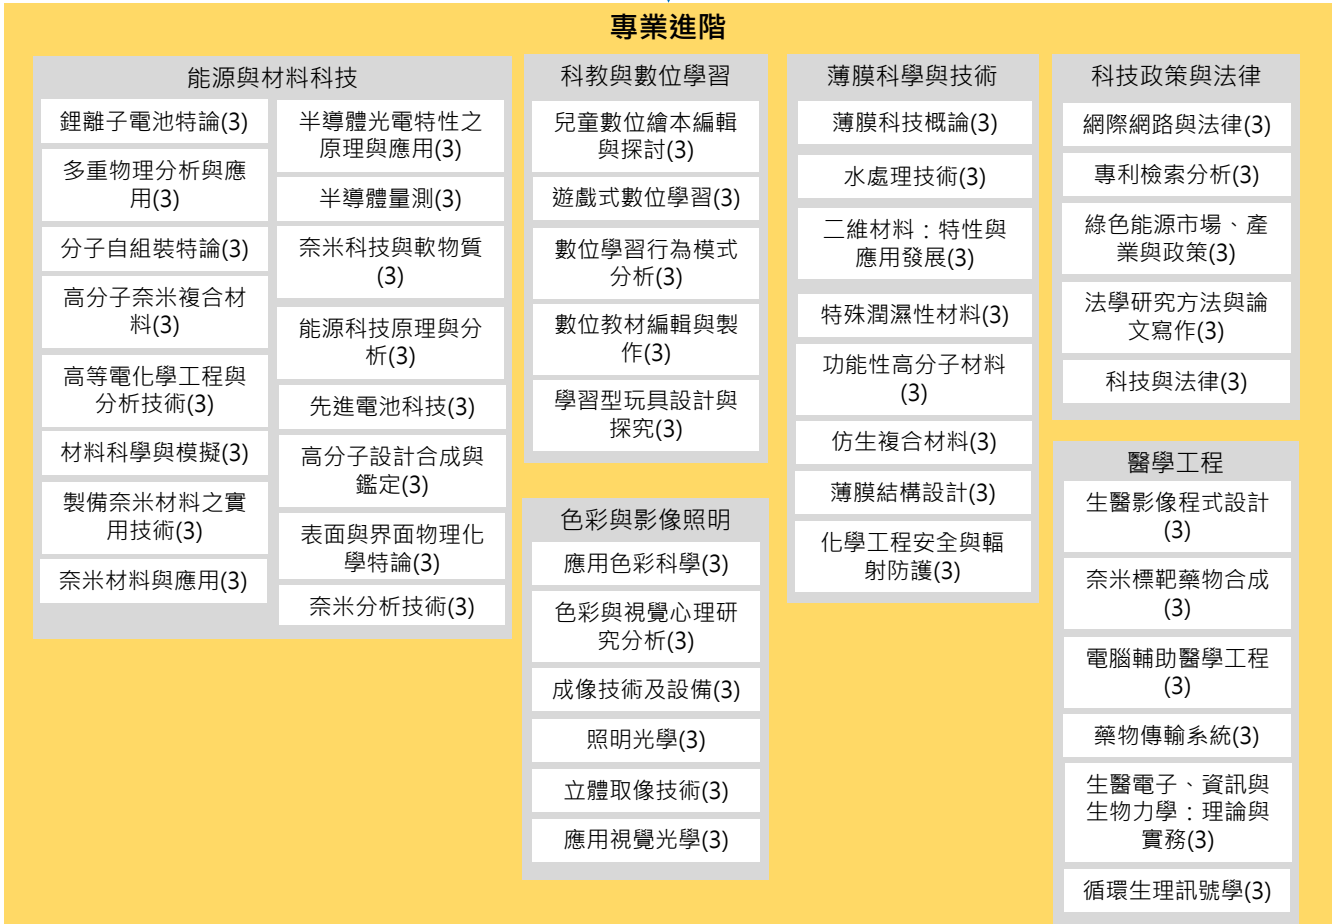 專業進階
能源與材料科技
鋰離子電池特論(3)
多重物理分析與應
用(3)
分子自組裝特論(3)
高分子奈米複合材
料(3)
高等電化學工程與
分析技術(3)
材料科學與模擬(3)
製備奈米材料之實
用技術(3)
奈米材料與應用(3)
半導體光電特性之
原理與應用(3)
半導體量測(3)
奈米科技與軟物質
(3)
能源科技原理與分
析(3)
先進電池科技(3)
高分子設計合成與
鑑定(3)
表面與界面物理化
學特論(3)
奈米分析技術(3)
科教與數位學習
兒童數位繪本編輯
與探討(3)
遊戲式數位學習(3)
數位學習行為模式
分析(3)
數位教材編輯與製
作(3)
學習型玩具設計與
探究(3)
色彩與影像照明
應用色彩科學(3)
色彩與視覺心理研
究分析(3)
成像技術及設備(3)
照明光學(3)
立體取像技術(3)
應用視覺光學(3)
薄膜科學與技術
薄膜科技概論(3)
水處理技術(3)
二維材料：特性與
應用發展(3)
特殊潤濕性材料(3)
功能性高分子材料
(3)
仿生複合材料(3)
薄膜結構設計(3)
化學工程安全與輻
射防護(3)
科技政策與法律
網際網路與法律(3)
專利檢索分析(3)
綠色能源市場、產
業與政策(3)
法學研究方法與論
文寫作(3)
科技與法律(3)
醫學工程
生醫影像程式設計
(3)
奈米標靶藥物合成
(3)
電腦輔助醫學工程
(3)
藥物傳輸系統(3)
生醫電子、資訊與
生物力學：理論與
實務(3)
循環生理訊號學(3)